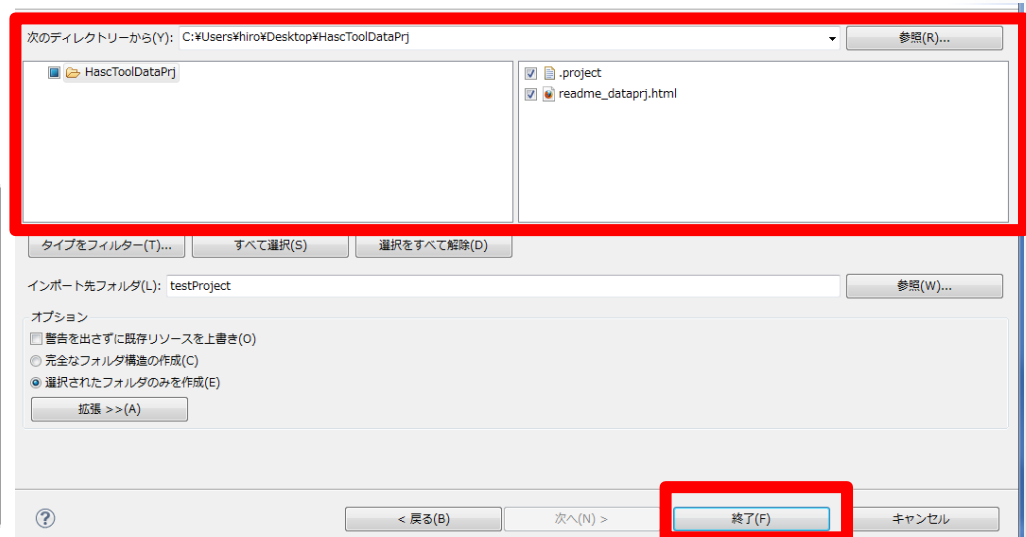 次のディレクトリーから(Y): C:¥Users¥hiro¥Desktop¥HascToolDataPrj 参照(R)...
HascToolDataPrj
.project
readme_dataprj.html
タイプをフィルター(T)... すべて選択(S) 選択をすべて解除(D)
インポート先フォルダ(L): testProject 参照(W)...
オプション
警告を出さずに既存リソースを上書き(O)
完全なフォルダ構造の作成(C)
選択されたフォルダのみを作成(E)
拡張 >>(A)
< 戻る(B) 次へ(N) > 終了(F) キャンセル